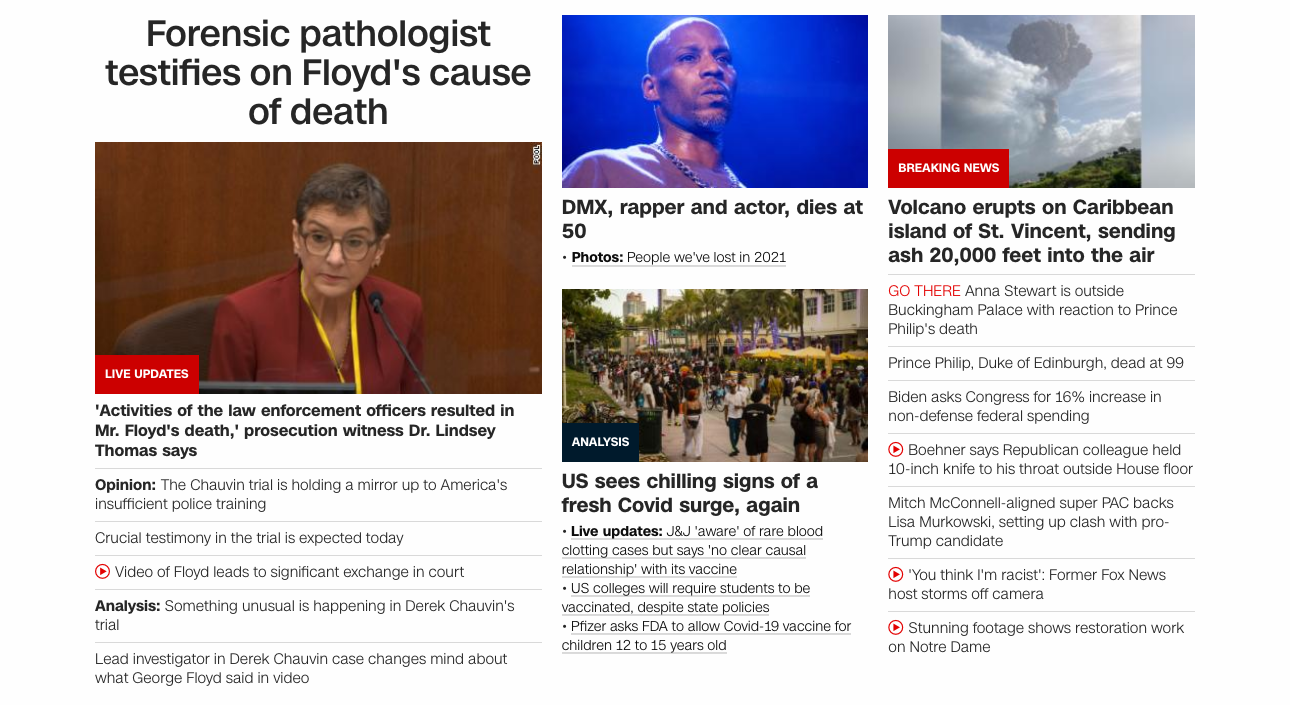 Forensic pathologist
testifies on Floyd's cause
of death
POOL
LIVE UPDATES
'Activities of the law enforcement officers resulted in
Mr. Floyd's death,' prosecution witness Dr. Lindsey
Thomas says
Opinion: The Chauvin trial is holding a mirror up to America's
insufficient police training
Crucial testimony in the trial is expected today
Video of Floyd leads to significant exchange in court
Analysis: Something unusual is happening in Derek Chauvin's
trial
Lead investigator in Derek Chauvin case changes mind about
what George Floyd said in video
DMX, rapper and actor, dies at
50
• Photos: People we've lost in 2021
ANALYSIS
US sees chilling signs of a
fresh Covid surge, again
• Live updates: J&J 'aware' of rare blood
clotting cases but says 'no clear causal
relationship' with its vaccine
• US colleges will require students to be
vaccinated, despite state policies
• Pfizer asks FDA to allow Covid-19 vaccine for
children 12 to 15 years old
BREAKING NEWS
Volcano erupts on Caribbean
island of St. Vincent, sending
ash 20,000 feet into the air
GO THERE Anna Stewart is outside
Buckingham Palace with reaction to Prince
Philip's death
Prince Philip, Duke of Edinburgh, dead at 99
Biden asks Congress for 16% increase in
non-defense federal spending
Boehner says Republican colleague held
10-inch knife to his throat outside House floor
Mitch McConnell-aligned super PAC backs
Lisa Murkowski, setting up clash with pro-
Trump candidate
'You think I'm racist': Former Fox News
host storms off camera
Stunning footage shows restoration work
on Notre Dame